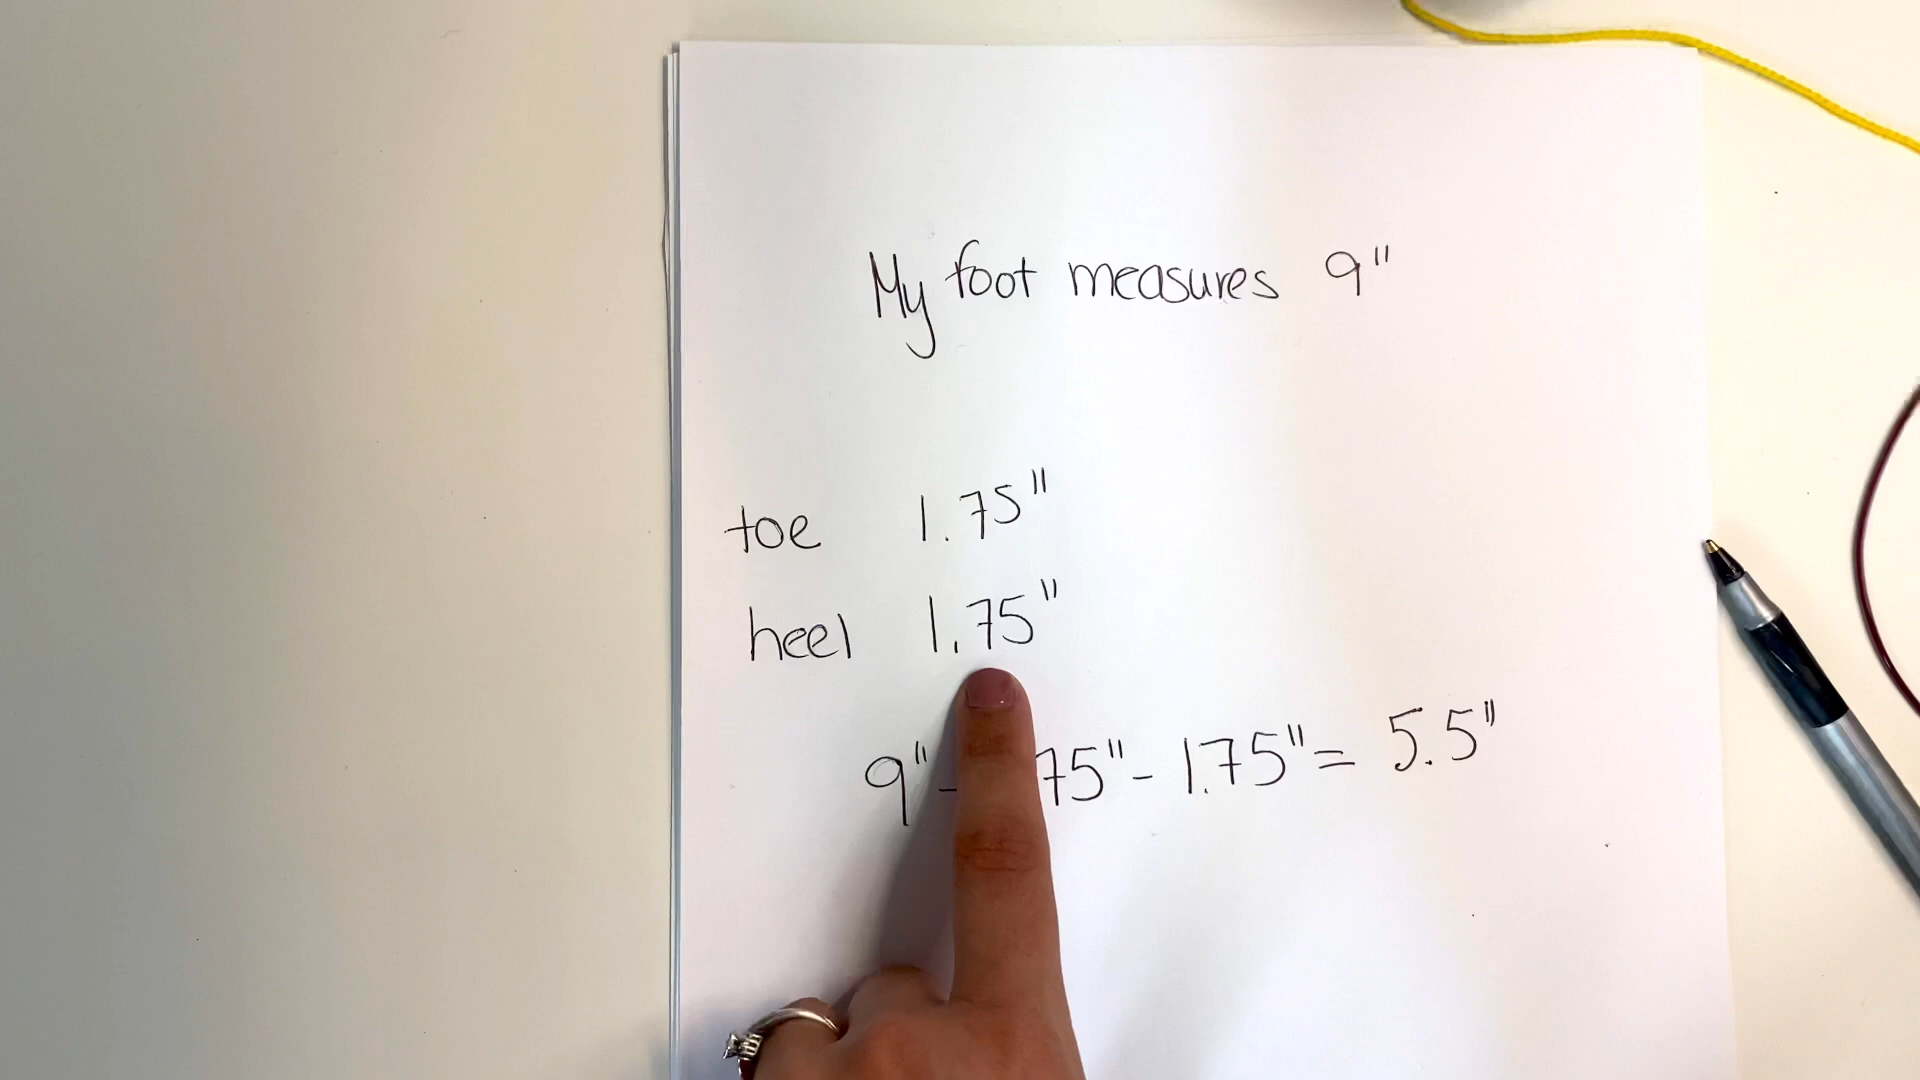 My foot measures 9"
toe 1.75"
heel 1.75"
9" - 75" - 1.75" = 5.5"